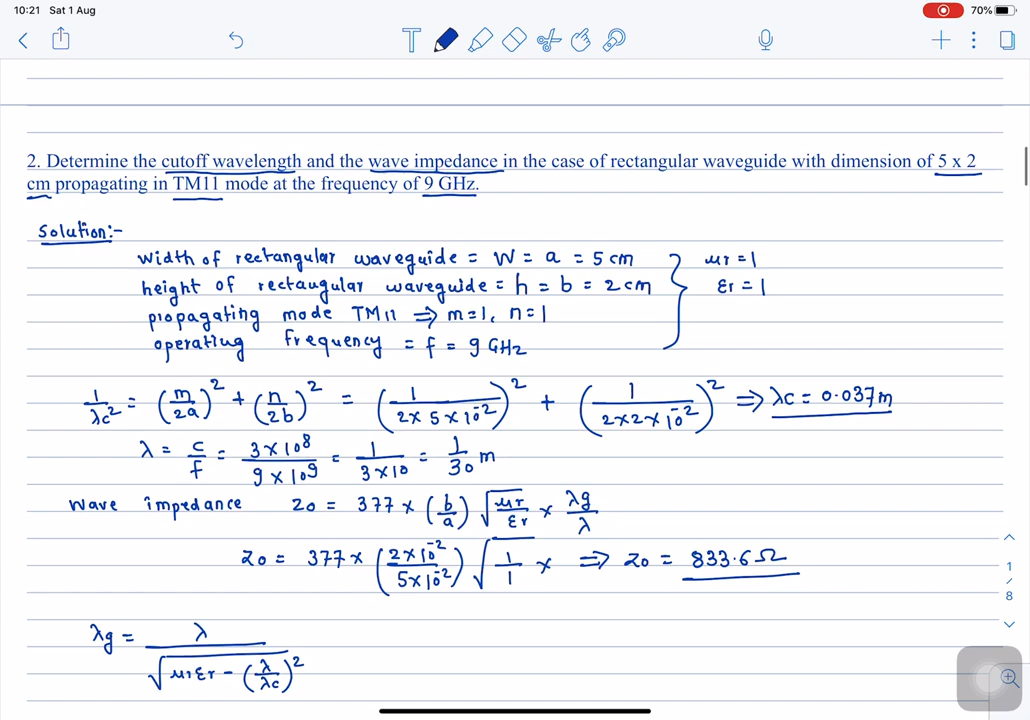 10:21 Sat 1 Aug
70%
2. Determine the cutoff wavelength and the wave impedance in the case of rectangular waveguide with dimension of 5 x 2
cm propagating in TM11 mode at the frequency of 9 GHz.
Solution:-
width of rectangular waveguide = W = a = 5 cm } μr = 1
height of rectangular waveguide = h = b = 2 cm εr = 1
propagating mode TM11 ⇒ m=1, n=1
operating frequency = f = 9 GHz
1/λc² = (m/2a)² + (n/2b)² = (1/(2×5×10⁻²))² + (1/(2×2×10⁻²))² ⇒ λc = 0.037m
λ = c/f = 3×10⁸/9×10⁹ = 1/3×10 = 1/30 m
wave impedance Z0 = 377 × (b/a) √(μr/εr) × λg/λ
Z0 = 377 × (2×10⁻²/5×10⁻²) √(1/1) × ⇒ Z0 = 833.6Ω
λg = λ/√(μrεr - (λ/λc)²)
1
/
8